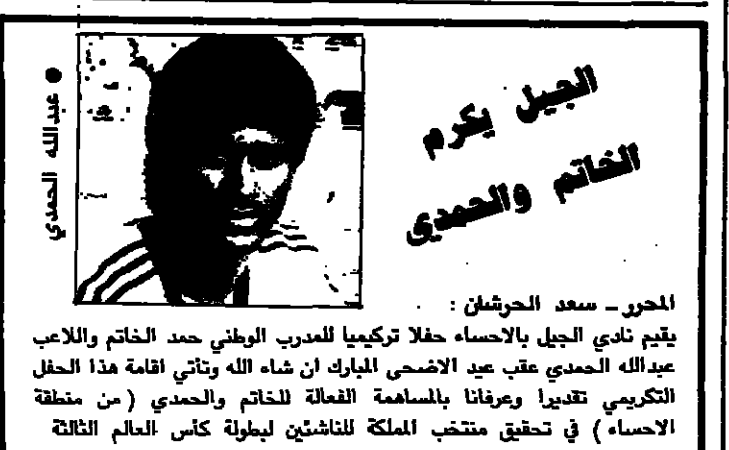 الجيل يكرم
الخاتم والحمدي
● عبدالله الحمدي
المحرر ــ سعد الحرشان :
يقيم نادي الجيل بالاحساء حفلا تركيميا للمدرب الوطني حمد الخاتم واللاعب
عبدالله الحمدي عقب عيد الاضحى المبارك ان شاء الله وتأتي اقامة هذا الحفل
التكريمي تقديرا وعرفانا بالمساهمة الفعالة للخاتم والحمدي ( من منطقة
الاحساء ) في تحقيق منتخب المملكة للناشئين لبطولة كأس العالم الثالثة